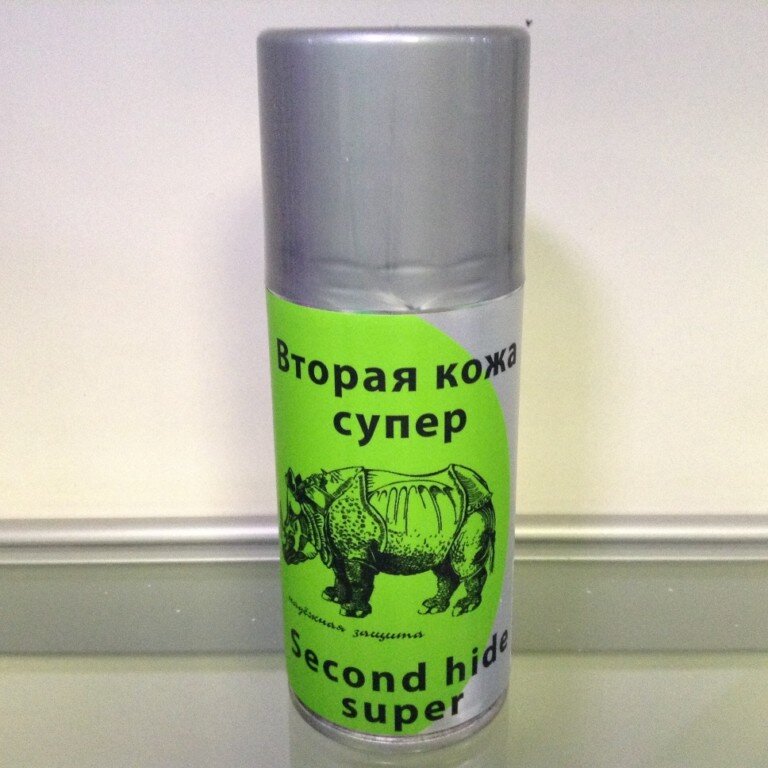 Вторая кожа
супер
надёжная защита
Second hide
super